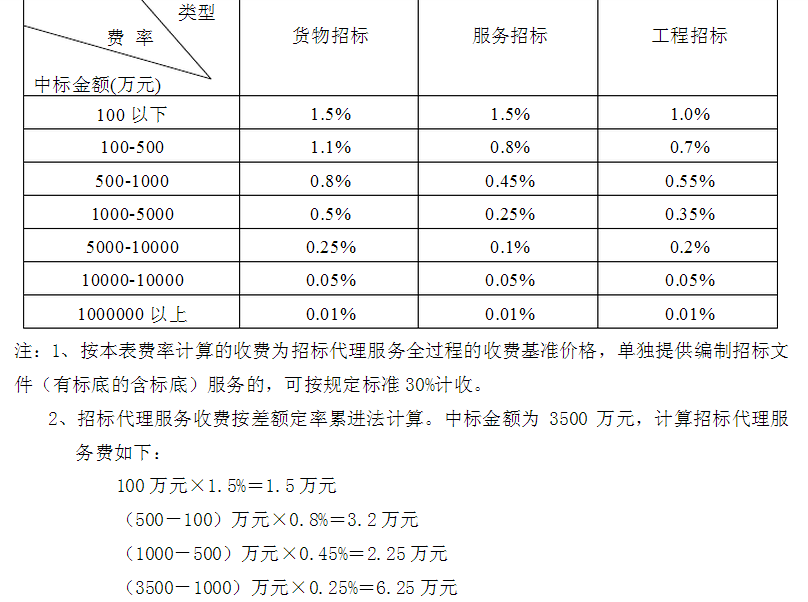 类型
费 率
中标金额(万元)
货物招标 服务招标 工程招标
100 以下 1.5% 1.5% 1.0%
100-500 1.1% 0.8% 0.7%
500-1000 0.8% 0.45% 0.55%
1000-5000 0.5% 0.25% 0.35%
5000-10000 0.25% 0.1% 0.2%
10000-10000 0.05% 0.05% 0.05%
1000000 以上 0.01% 0.01% 0.01%
注：1、按本表费率计算的收费为招标代理服务全过程的收费基准价格，单独提供编制招标文
件（有标底的含标底）服务的，可按规定标准 30%计收。
2、招标代理服务收费按差额定率累进法计算。中标金额为 3500 万元，计算招标代理服
务费如下：
100 万元×1.5%＝1.5 万元
（500－100）万元×0.8%＝3.2 万元
（1000－500）万元×0.45%＝2.25 万元
（3500－1000）万元×0.25%＝6.25 万元